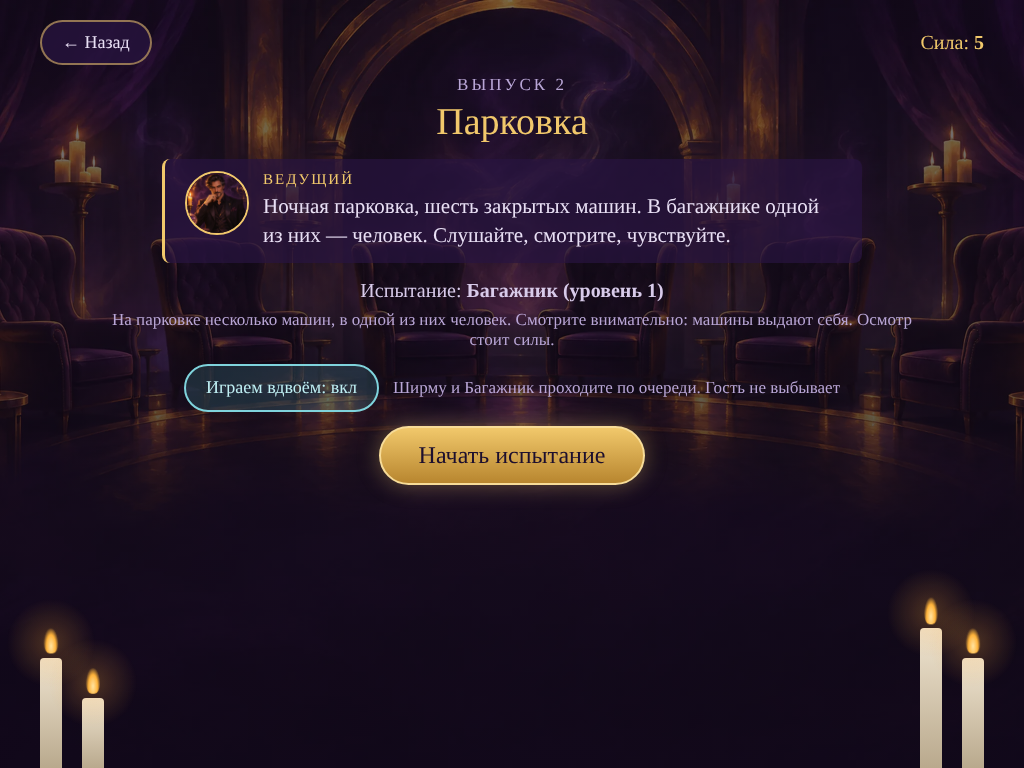 ← Назад
Сила: 5
ВЫПУСК 2
Парковка
ВЕДУЩИЙ
Ночная парковка, шесть закрытых машин. В багажнике одной
из них — человек. Слушайте, смотрите, чувствуйте.
Испытание: Багажник (уровень 1)
На парковке несколько машин, в одной из них человек. Смотрите внимательно: машины выдают себя. Осмотр
стоит силы.
Играем вдвоём: вкл
Ширму и Багажник проходите по очереди. Гость не выбывает
Начать испытание